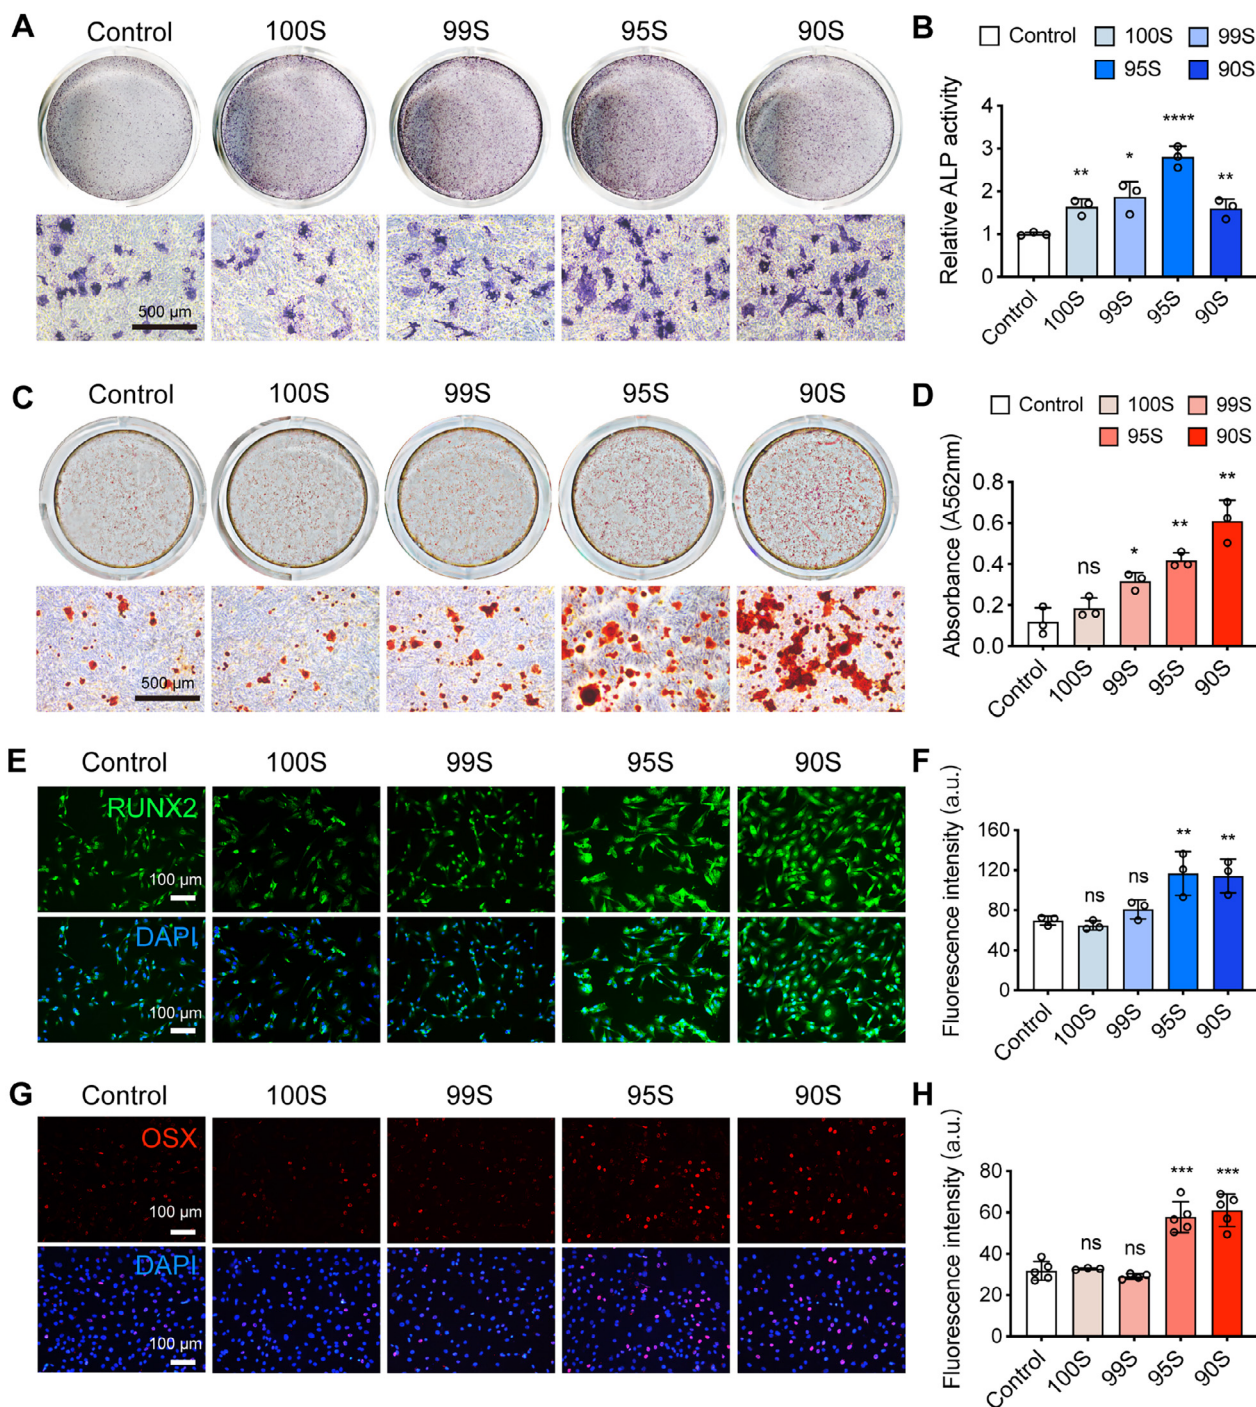 A
Control 100S 99S 95S 90S
500 µm
B
Control 100S 99S
95S 90S
Relative ALP activity
4
3
2
1
0
** * **** **
Control 100S 99S 95S 90S
C
Control 100S 99S 95S 90S
500 µm
D
Control 100S 99S
95S 90S
Absorbance (A562nm)
0.8
0.6
0.4
0.2
0.0
ns * ** **
Control 100S 99S 95S 90S
E
Control 100S 99S 95S 90S
RUNX2
100 µm
DAPI
100 µm
F
Fluorescence intensity (a.u.)
160
120
80
40
0
ns ns ** **
Control 100S 99S 95S 90S
G
Control 100S 99S 95S 90S
OSX
100 µm
DAPI
100 µm
H
Fluorescence intensity (a.u.)
80
60
40
20
0
ns ns *** ***
Control 100S 99S 95S 90S